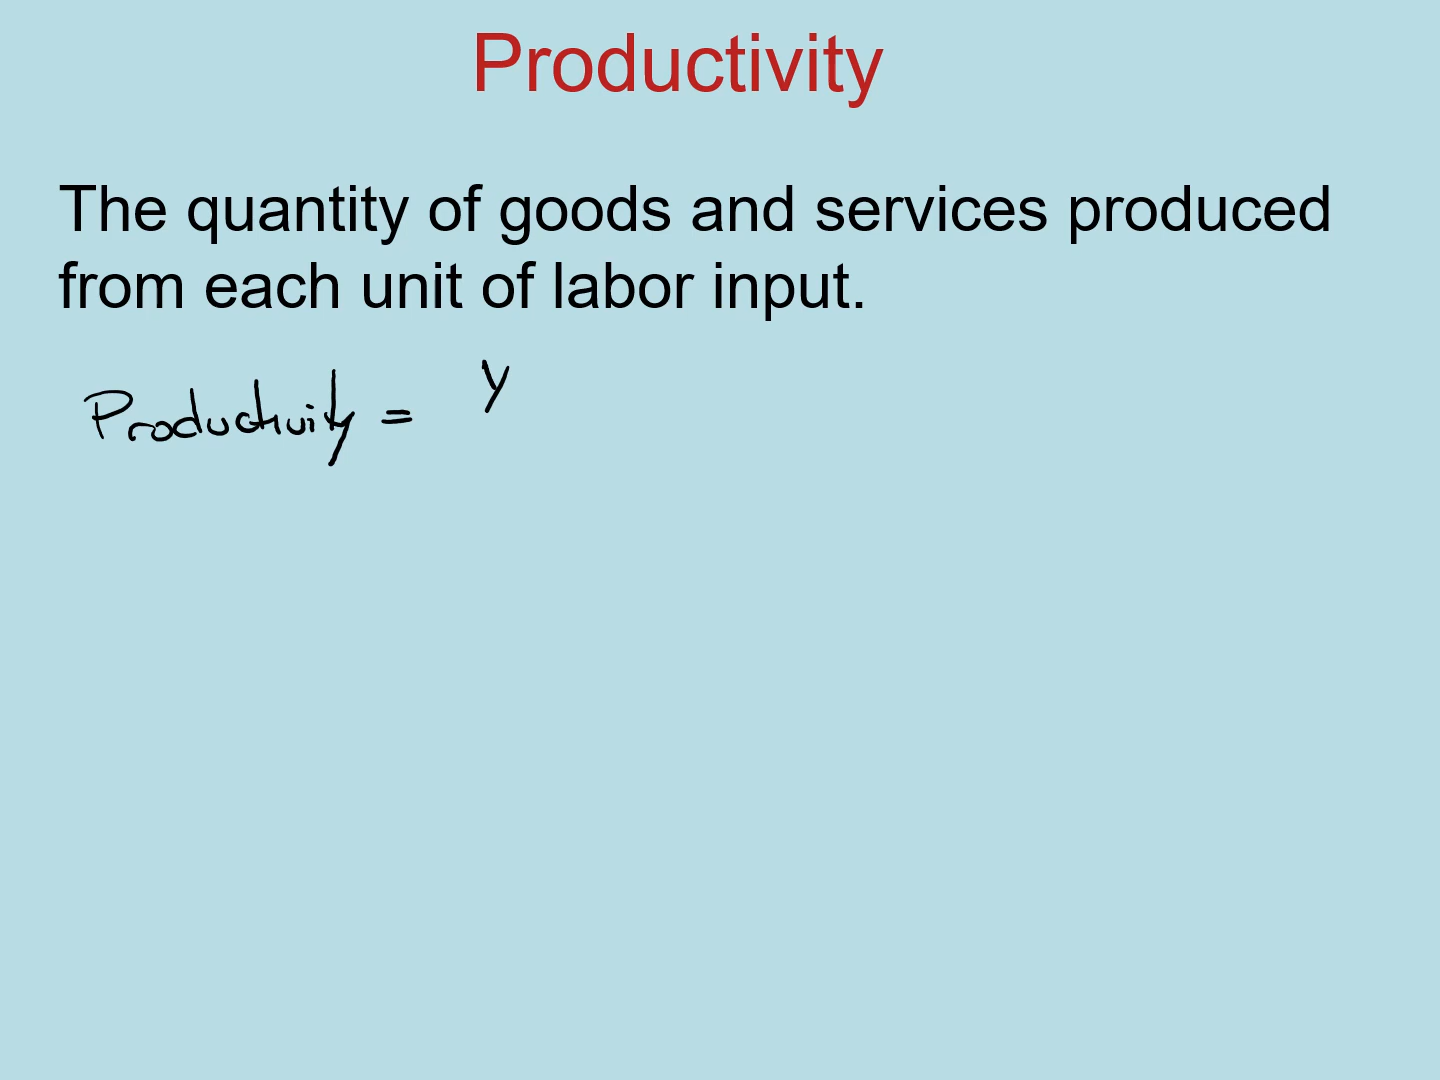 Productivity
The quantity of goods and services produced
from each unit of labor input.
Productivity = Y